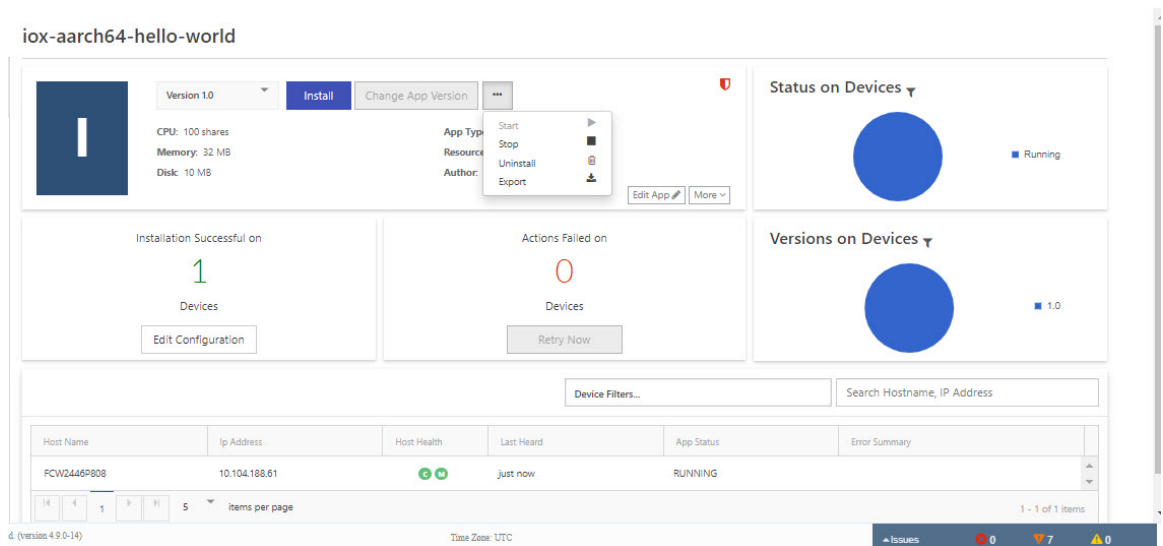 iox-aarch64-hello-world
I
Version 1.0
Install
Change App Version
...
CPU: 100 shares
Memory: 32 MB
Disk: 10 MB
App Typ
Resource
Author:
Start
Stop
Uninstall
Export
Edit App
More
Status on Devices
Running
Installation Successful on
1
Devices
Edit Configuration
Actions Failed on
0
Devices
Retry Now
Versions on Devices
1.0
Device Filters...
Search Hostname, IP Address
Host Name Ip Address Host Health Last Heard App Status Error Summary
FCW2446P808 10.104.188.61 C M just now RUNNING
1 5 items per page 1 - 1 of 1 items
d. (version 4.9.0-14) Time Zone: UTC Issues 0 7 0